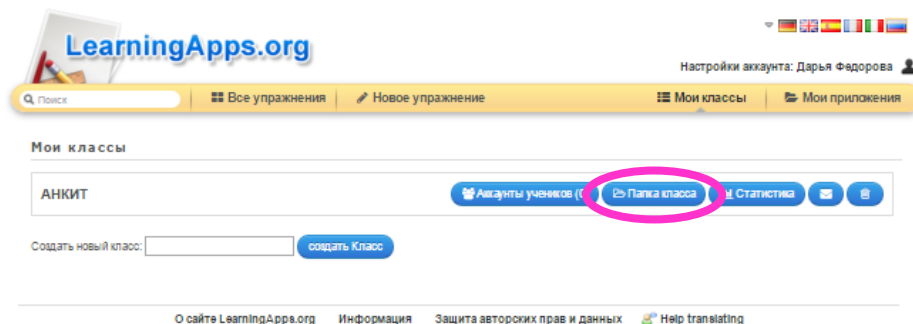 LearningApps.org
Настройки аккаунта: Дарья Федорова
Поиск
Все упражнения
Новое упражнение
Мои классы
Мои приложения
Мои классы
АНКИТ
Аккаунты учеников (0
Папка класса
Статистика
Создать новый класс:
создать Класс
О сайте LearningApps.org Информация Защита авторских прав и данных Help translating